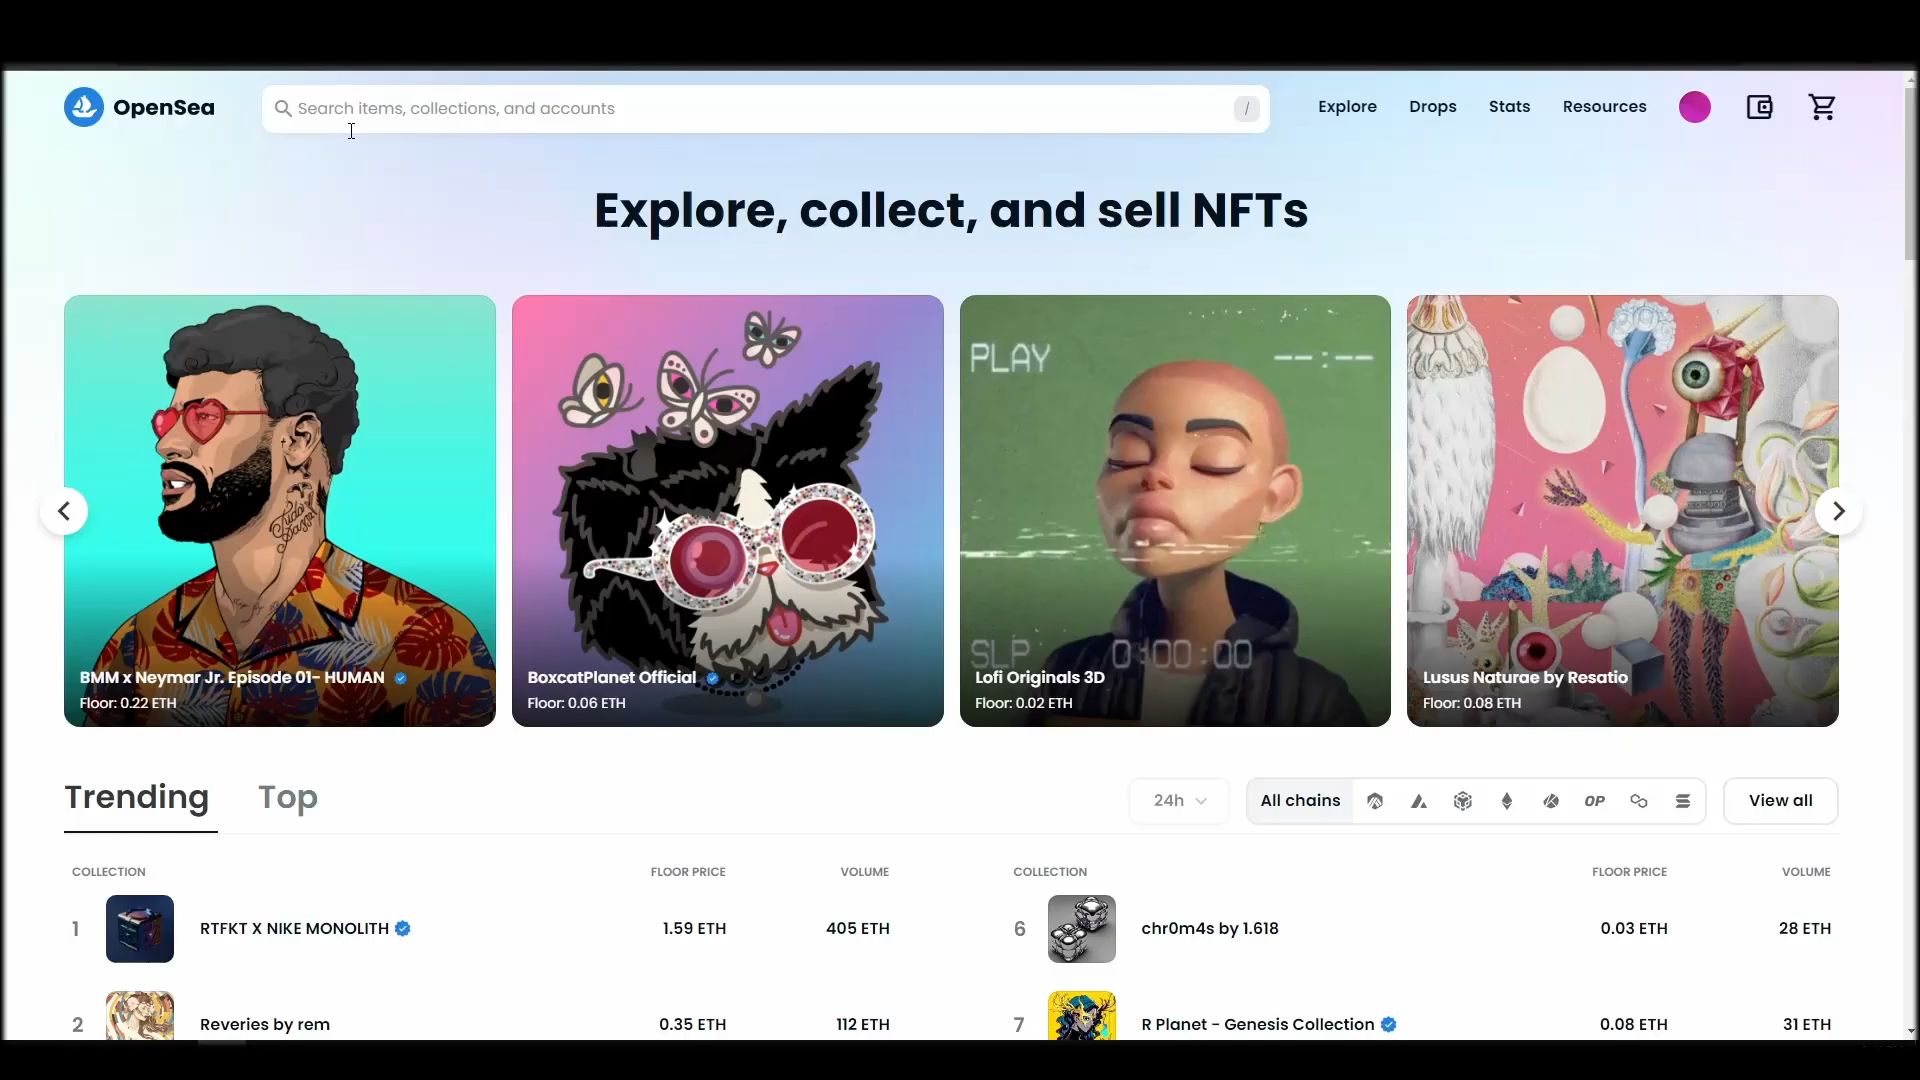 OpenSea
Search items, collections, and accounts
/
Explore
Drops
Stats
Resources
Explore, collect, and sell NFTs
BMM x Neymar Jr. Episode 01- HUMAN
Floor: 0.22 ETH
BoxcatPlanet Official
Floor: 0.06 ETH
PLAY
--:--
SLP 0:00:00
Lofi Originals 3D
Floor: 0.02 ETH
Lusus Naturae by Resatio
Floor: 0.08 ETH
Trending
Top
24h
All chains
OP
View all
COLLECTION FLOOR PRICE VOLUME
1 RTFKT X NIKE MONOLITH 1.59 ETH 405 ETH
2 Reveries by rem 0.35 ETH 112 ETH
COLLECTION FLOOR PRICE VOLUME
6 chr0m4s by 1.618 0.03 ETH 28 ETH
7 R Planet - Genesis Collection 0.08 ETH 31 ETH